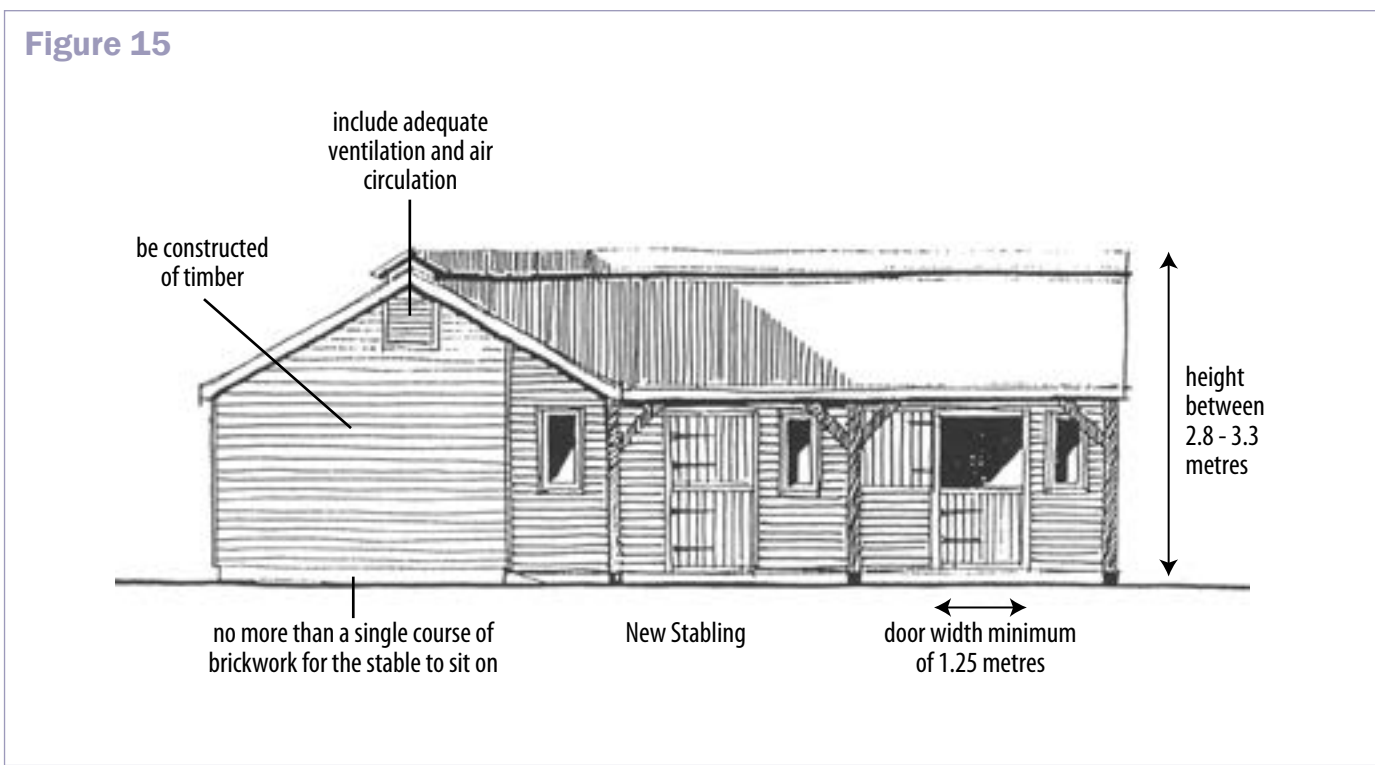 Figure 15
include adequate
ventilation and air
circulation
be constructed
of timber
height
between
2.8 - 3.3
metres
no more than a single course of
brickwork for the stable to sit on
New Stabling
door width minimum
of 1.25 metres